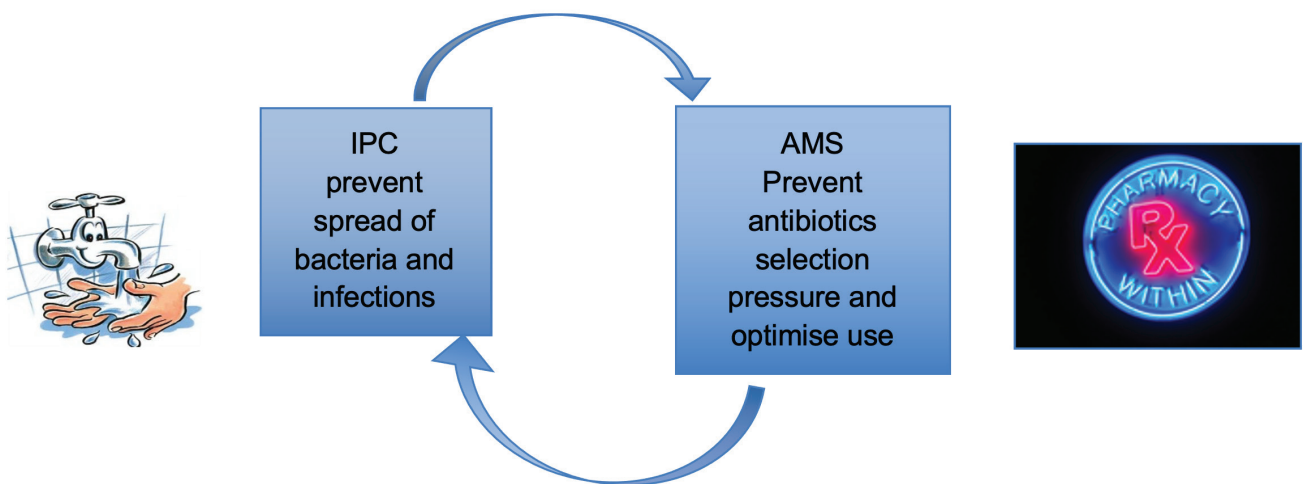 IPC
prevent
spread of
bacteria and
infections
AMS
Prevent
antibiotics
selection
pressure and
optimise use
PHARMACY
RX
WITHIN